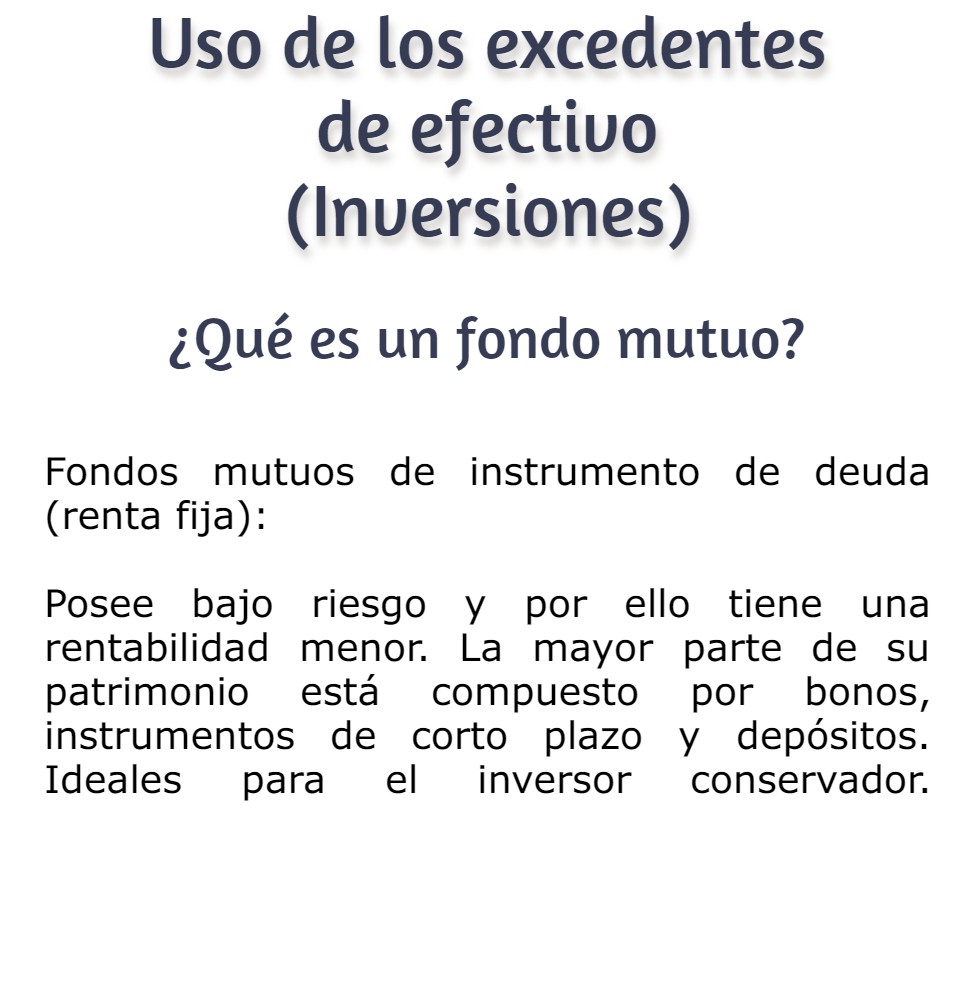 Uso de los excedentes
de efectivo
(Inversiones)
¿Qué es un fondo mutuo?
Fondos mutuos de instrumento de deuda
(renta fija):
Posee bajo riesgo y por ello tiene una
rentabilidad menor. La mayor parte de su
patrimonio está compuesto por bonos,
instrumentos de corto plazo y depósitos.
Ideales para el inversor conservador.